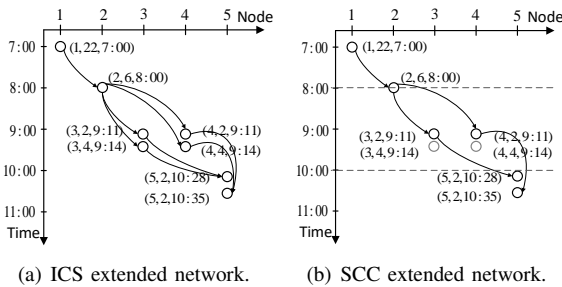 1 2 3 4 5 Node
7:00 (1,22,7:00)
8:00 (2,6,8:00)
9:00 (3,2,9:11) (4,2,9:11)
(3,4,9:14) (4,4,9:14)
10:00 (5,2,10:28)
(5,2,10:35)
11:00
Time
(a) ICS extended network.
1 2 3 4 5 Node
7:00 (1,22,7:00)
8:00 (2,6,8:00)
9:00 (3,2,9:11) (4,2,9:11)
(3,4,9:14) (4,4,9:14)
10:00 (5,2,10:28)
(5,2,10:35)
11:00
Time
(b) SCC extended network.